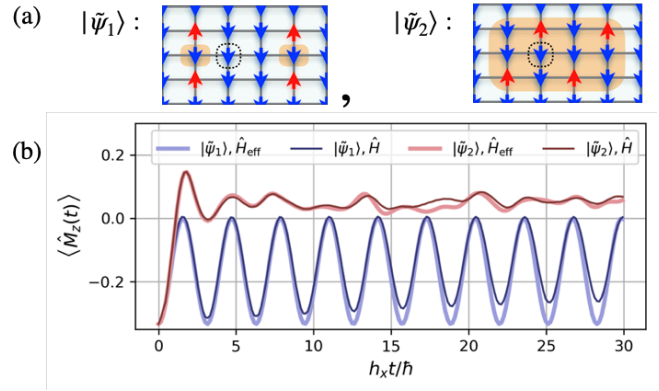 (a) |ψ̃₁⟩ : , |ψ̃₂⟩ :
(b)
|ψ̃₁⟩, Ĥ_eff |ψ̃₁⟩, Ĥ |ψ̃₂⟩, Ĥ_eff |ψ̃₂⟩, Ĥ
0.2
0.0
−0.2
⟨M̂_z(t)⟩
0 5 10 15 20 25 30
h_x t/ℏ